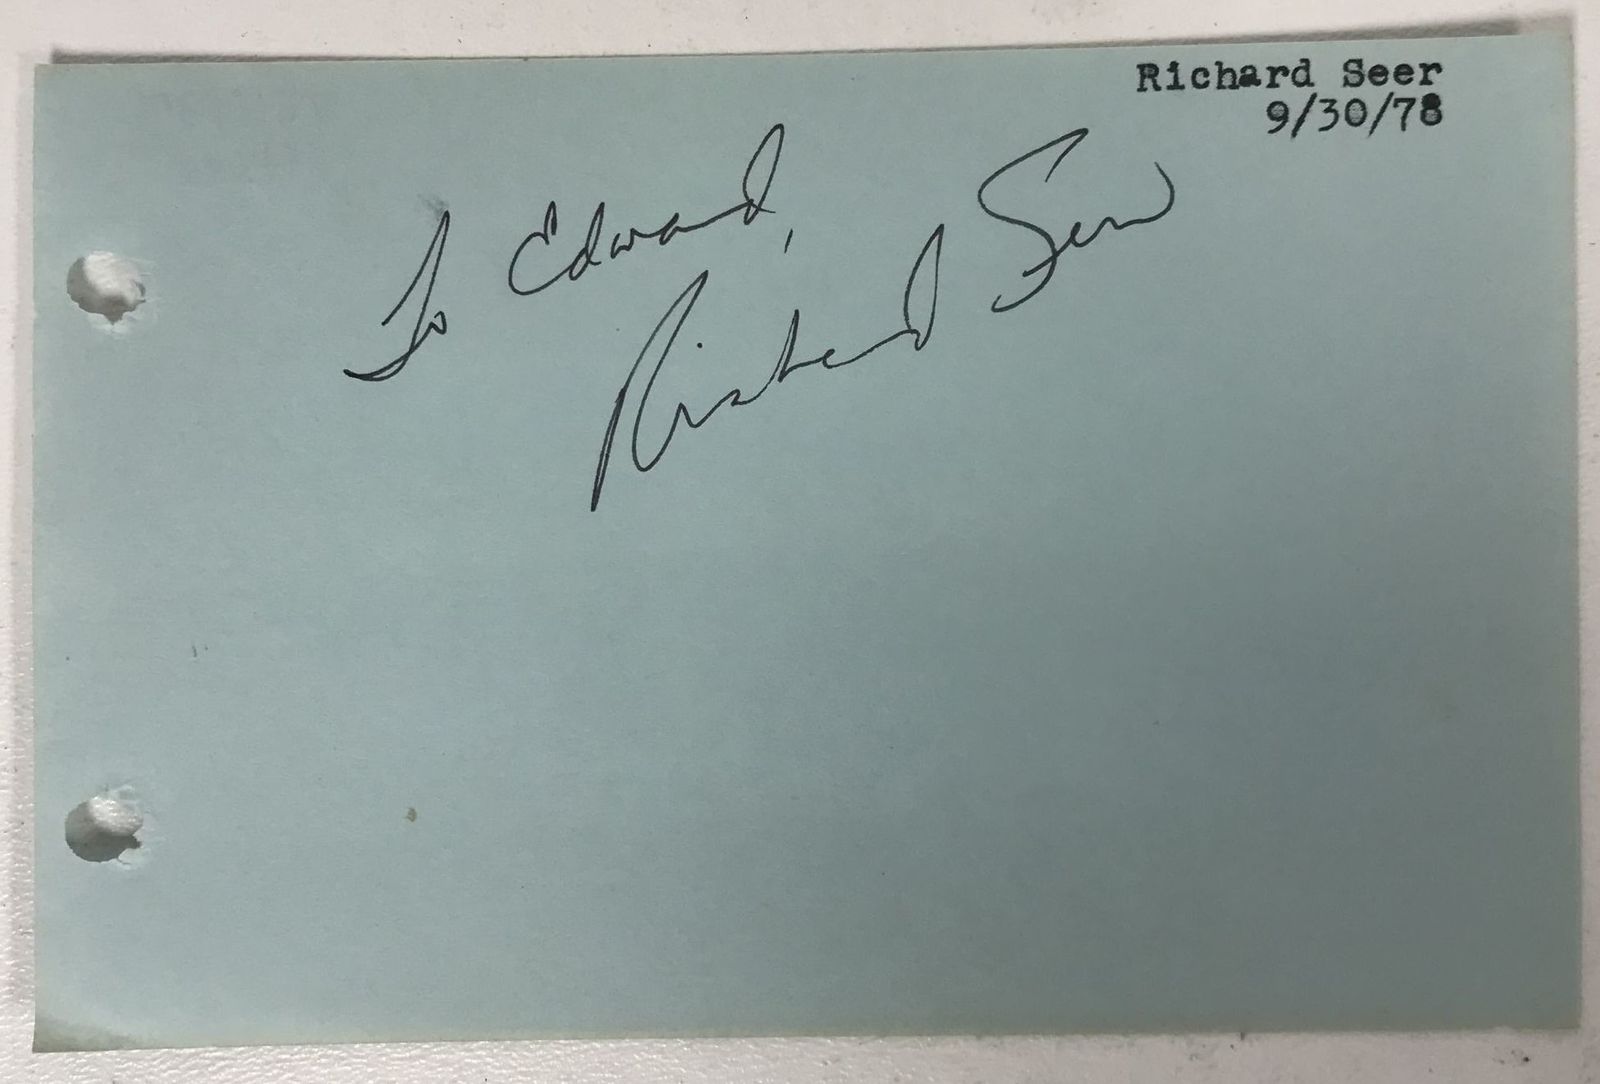 Richard Seer
9/30/78
To Edward,
Richard Seer